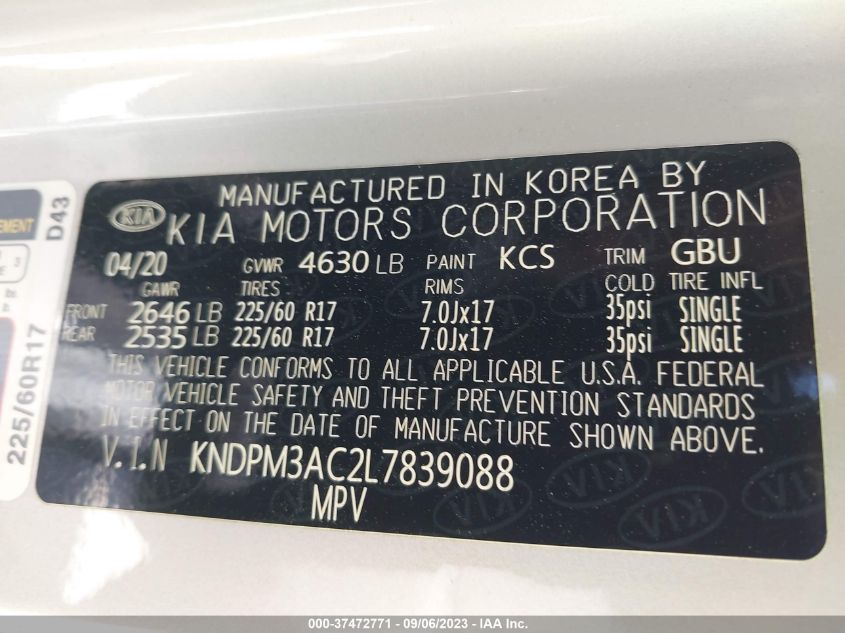 MANUFACTURED IN KOREA BY
KIA KIA MOTORS CORPORATION
04/20 GVWR 4630 LB PAINT KCS TRIM GBU
GAWR TIRES RIMS COLD TIRE INFL
FRONT 2646 LB 225/60 R17 7.0Jx17 35psi SINGLE
REAR 2535 LB 225/60 R17 7.0Jx17 35psi SINGLE
THIS VEHICLE CONFORMS TO ALL APPLICABLE U.S.A. FEDERAL
MOTOR VEHICLE SAFETY AND THEFT PREVENTION STANDARDS
IN EFFECT ON THE DATE OF MANUFACTURE SHOWN ABOVE.
V.I.N KNDPM3AC2L7839088
MPV
D43
225/60R17
000-37472771 - 09/06/2023 - IAA Inc.